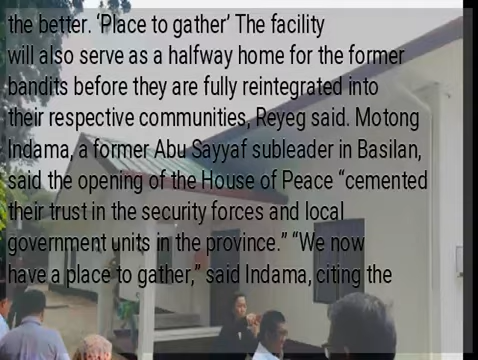 the better. ‘Place to gather’ The facility
will also serve as a halfway home for the former
bandits before they are fully reintegrated into
their respective communities, Reyeg said. Motong
Indama, a former Abu Sayyaf subleader in Basilan,
said the opening of the House of Peace “cemented
their trust in the security forces and local
government units in the province.” “We now
have a place to gather,” said Indama, citing the